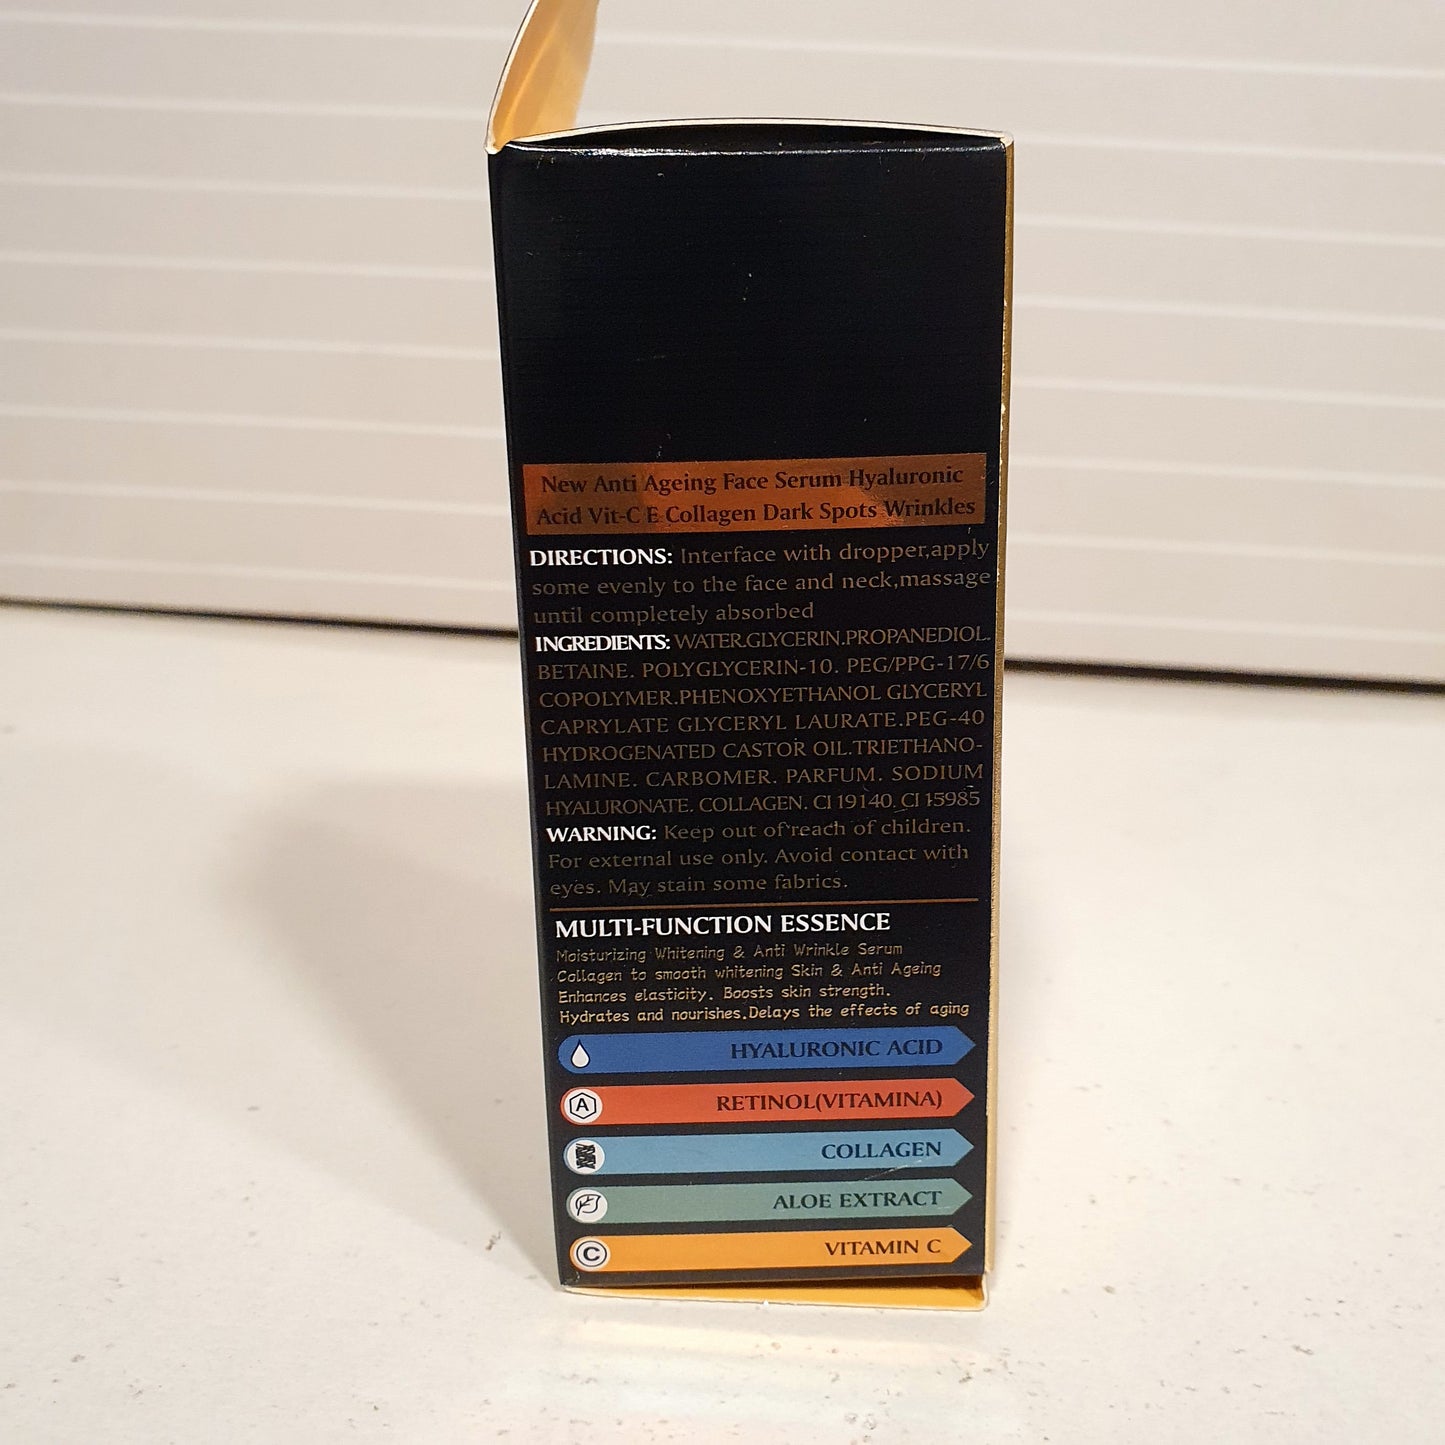 New Anti Ageing Face Serum Hyaluronic
Acid Vit-C E Collagen Dark Spots Wrinkles
DIRECTIONS: Interface with dropper,apply
some evenly to the face and neck,massage
until completely absorbed
INGREDIENTS: WATER.GLYCERIN.PROPANEDIOL.
BETAINE. POLYGLYCERIN-10. PEG/PPG-17/6
COPOLYMER.PHENOXYETHANOL GLYCERYL
CAPRYLATE GLYCERYL LAURATE.PEG-40
HYDROGENATED CASTOR OIL.TRIETHANO-
LAMINE. CARBOMER. PARFUM. SODIUM
HYALURONATE. COLLAGEN. CI 19140. CI 15985
WARNING: Keep out of reach of children.
For external use only. Avoid contact with
eyes. May stain some fabrics.
MULTI-FUNCTION ESSENCE
Moisturizing Whitening & Anti Wrinkle Serum
Collagen to smooth whitening Skin & Anti Ageing
Enhances elasticity. Boosts skin strength.
Hydrates and nourishes.Delays the effects of aging
HYALURONIC ACID
A RETINOL(VITAMINA)
COLLAGEN
ALOE EXTRACT
C VITAMIN C